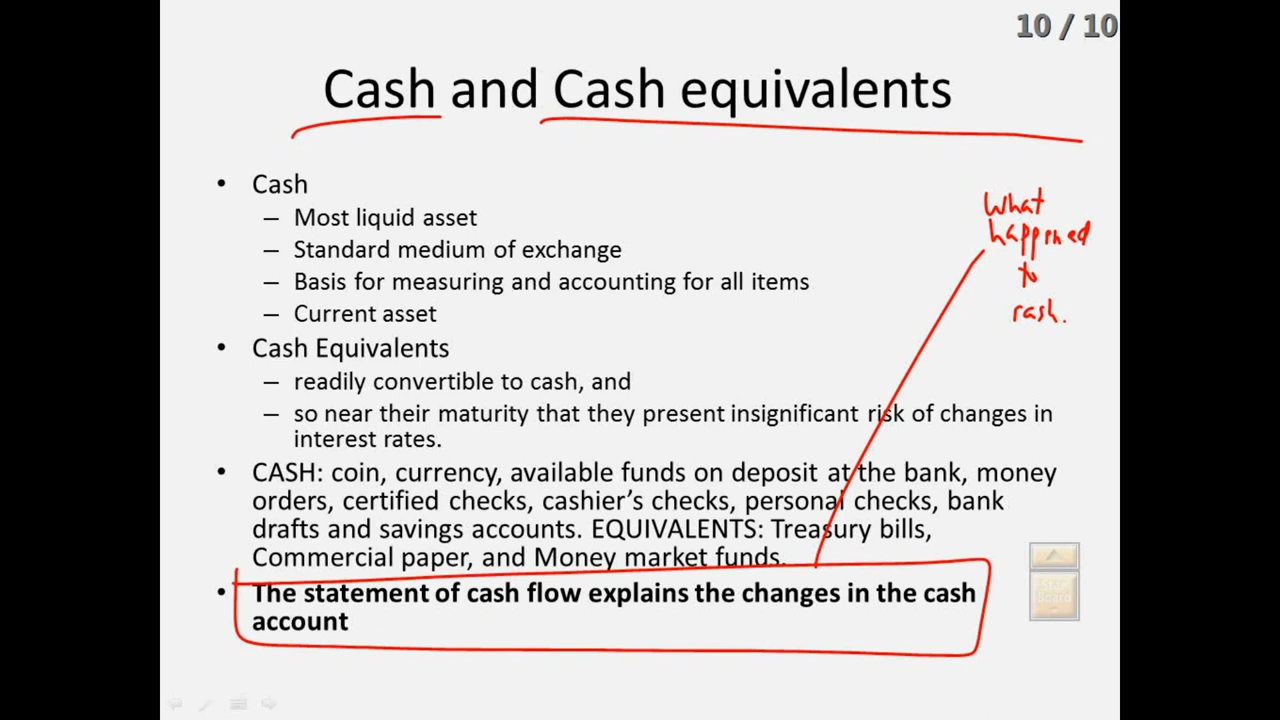 10 / 10
Cash and Cash equivalents
• Cash
– Most liquid asset
– Standard medium of exchange
– Basis for measuring and accounting for all items
– Current asset
• Cash Equivalents
– readily convertible to cash, and
– so near their maturity that they present insignificant risk of changes in
interest rates.
• CASH: coin, currency, available funds on deposit at the bank, money
orders, certified checks, cashier’s checks, personal checks, bank
drafts and savings accounts. EQUIVALENTS: Treasury bills,
Commercial paper, and Money market funds.
• The statement of cash flow explains the changes in the cash
account
What
happened
to
cash.
Star
Board